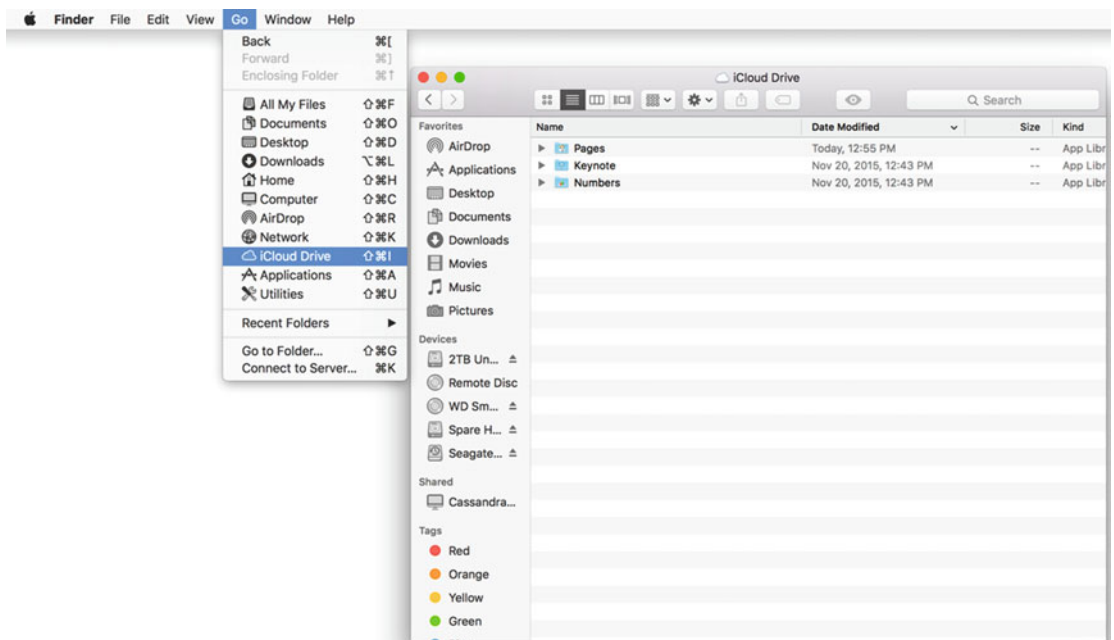 Finder File Edit View Go Window Help
Back ⌘[
Forward ⌘]
Enclosing Folder ⌘↑
All My Files ⇧⌘F
Documents ⇧⌘O
Desktop ⇧⌘D
Downloads ⌥⌘L
Home ⇧⌘H
Computer ⇧⌘C
AirDrop ⇧⌘R
Network ⇧⌘K
iCloud Drive ⇧⌘I
Applications ⇧⌘A
Utilities ⇧⌘U
Recent Folders ▶
Go to Folder... ⇧⌘G
Connect to Server... ⌘K
iCloud Drive
Search
Favorites
AirDrop
Applications
Desktop
Documents
Downloads
Movies
Music
Pictures
Devices
2TB Un...
Remote Disc
WD Sm...
Spare H...
Seagate...
Shared
Cassandra...
Tags
Red
Orange
Yellow
Green
Name Date Modified Size Kind
Pages Today, 12:55 PM -- App Libr
Keynote Nov 20, 2015, 12:43 PM -- App Libr
Numbers Nov 20, 2015, 12:43 PM -- App Libr